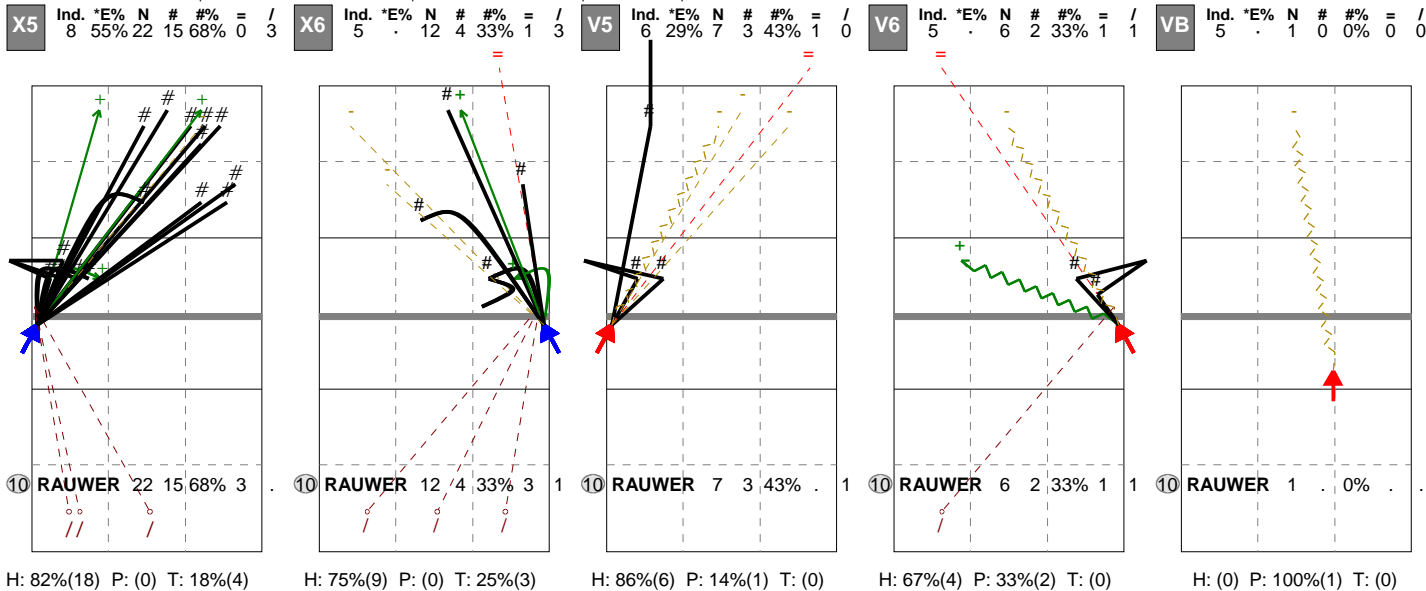 X5 Ind. *E% N # #% = /
8 55% 22 15 68% 0 3
X6 Ind. *E% N # #% = /
5 . 12 4 33% 1 3
V5 Ind. *E% N # #% = /
6 29% 7 3 43% 1 0
V6 Ind. *E% N # #% = /
5 . 6 2 33% 1 1
VB Ind. *E% N # #% = /
5 . 1 0 0% 0 0
10 RAUWER 22 15 68% 3 .
10 RAUWER 12 4 33% 3 1
10 RAUWER 7 3 43% . 1
10 RAUWER 6 2 33% 1 1
10 RAUWER 1 . 0% . .
H: 82%(18) P: (0) T: 18%(4)
H: 75%(9) P: (0) T: 25%(3)
H: 86%(6) P: 14%(1) T: (0)
H: 67%(4) P: 33%(2) T: (0)
H: (0) P: 100%(1) T: (0)